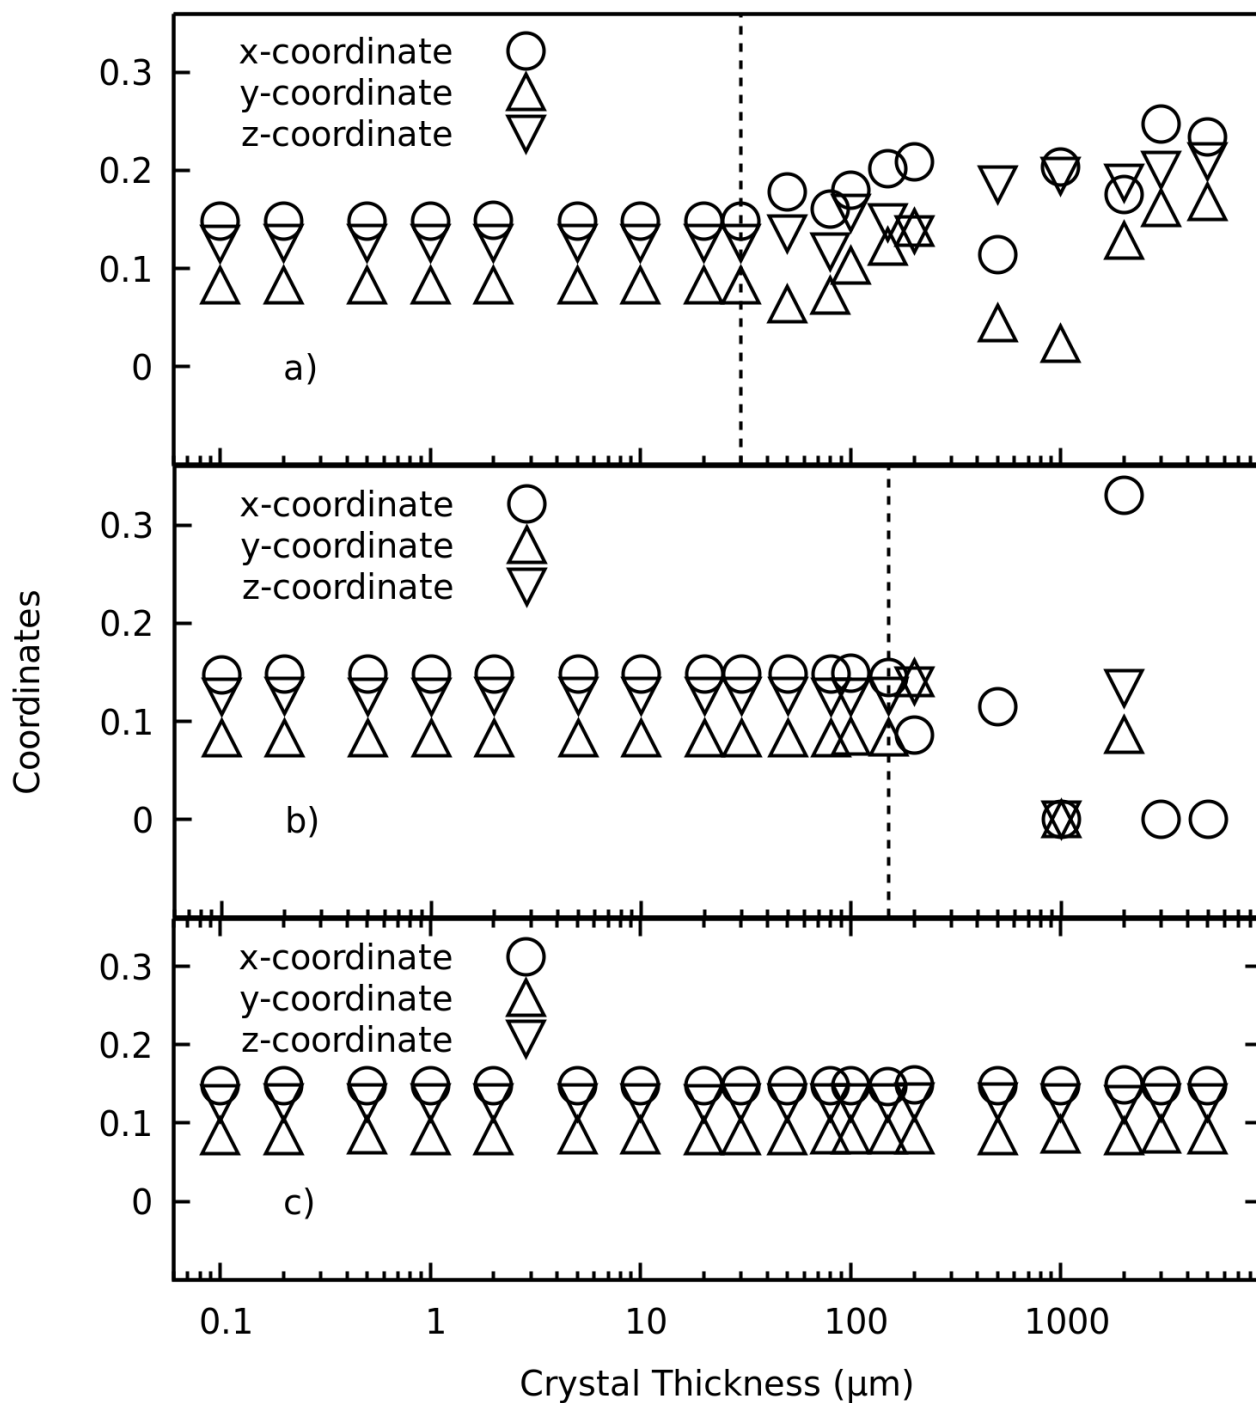 x-coordinate
y-coordinate
z-coordinate
0.3
0.2
0.1
0
a)
x-coordinate
y-coordinate
z-coordinate
0.3
0.2
0.1
0
b)
Coordinates
x-coordinate
y-coordinate
z-coordinate
0.3
0.2
0.1
0
c)
0.1 1 10 100 1000
Crystal Thickness (μm)